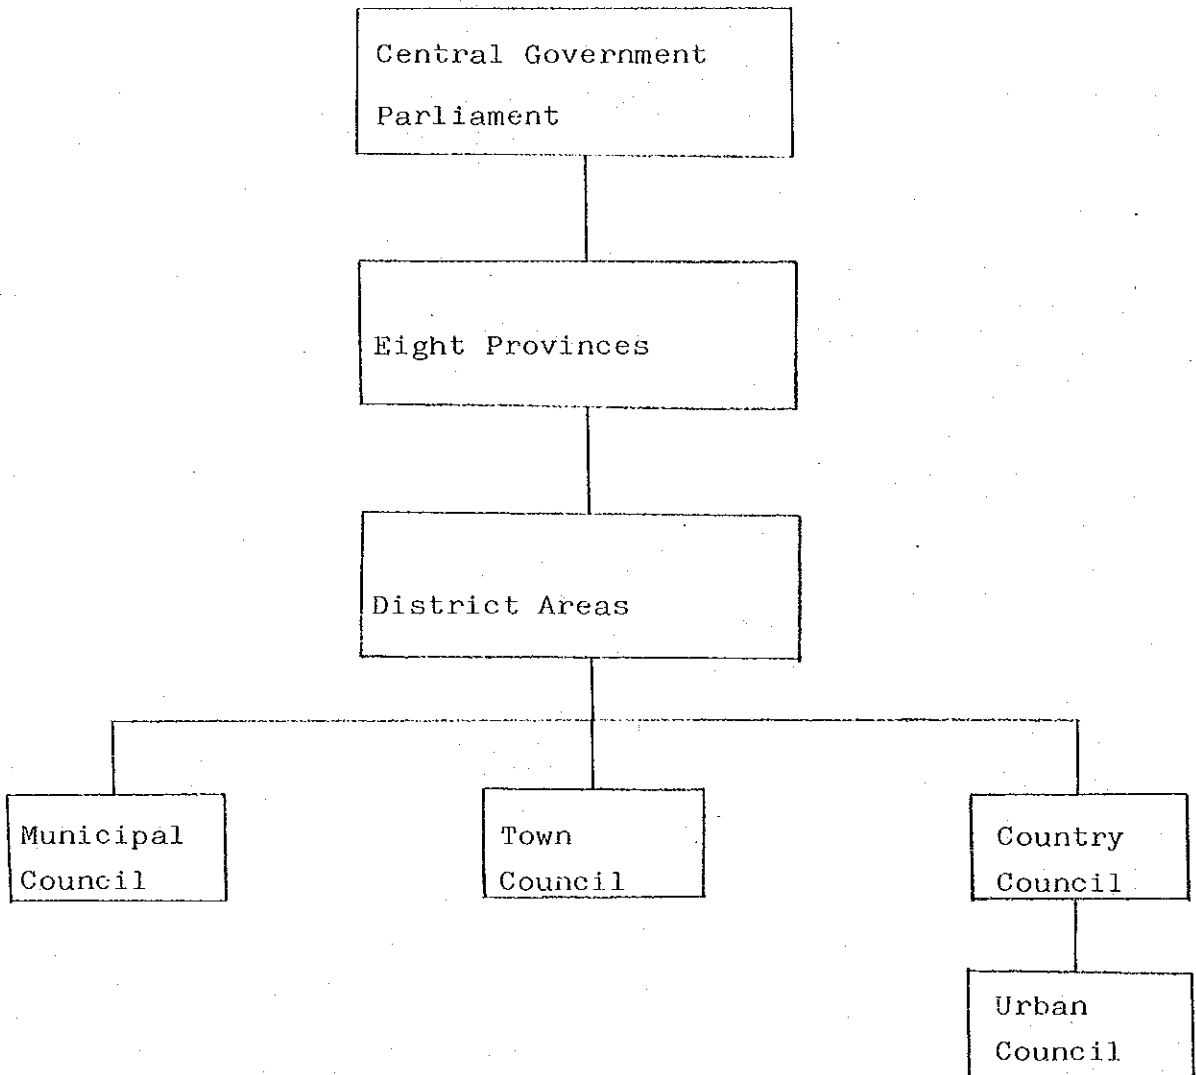 Central Government
Parliament
Eight Provinces
District Areas
Municipal
Council
Town
Council
Country
Council
Urban
Council